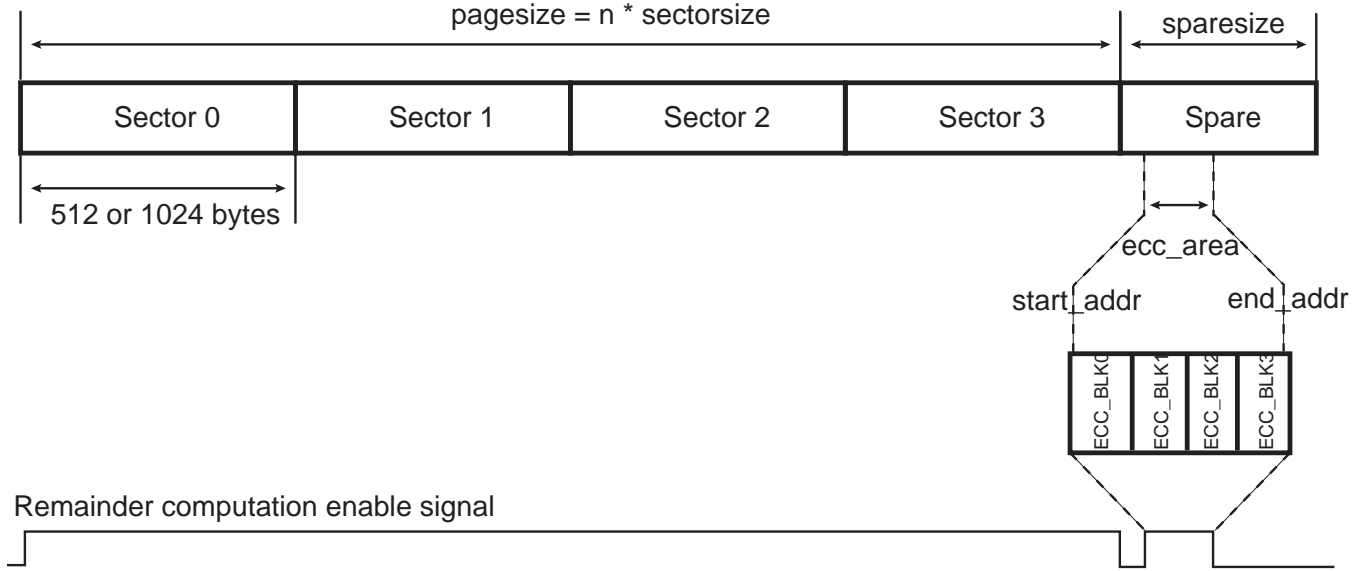 pagesize = n * sectorsize
sparesize
Sector 0
Sector 1
Sector 2
Sector 3
Spare
512 or 1024 bytes
ecc_area
start_addr
end_addr
ECC_BLK0
ECC_BLK1
ECC_BLK2
ECC_BLK3
Remainder computation enable signal